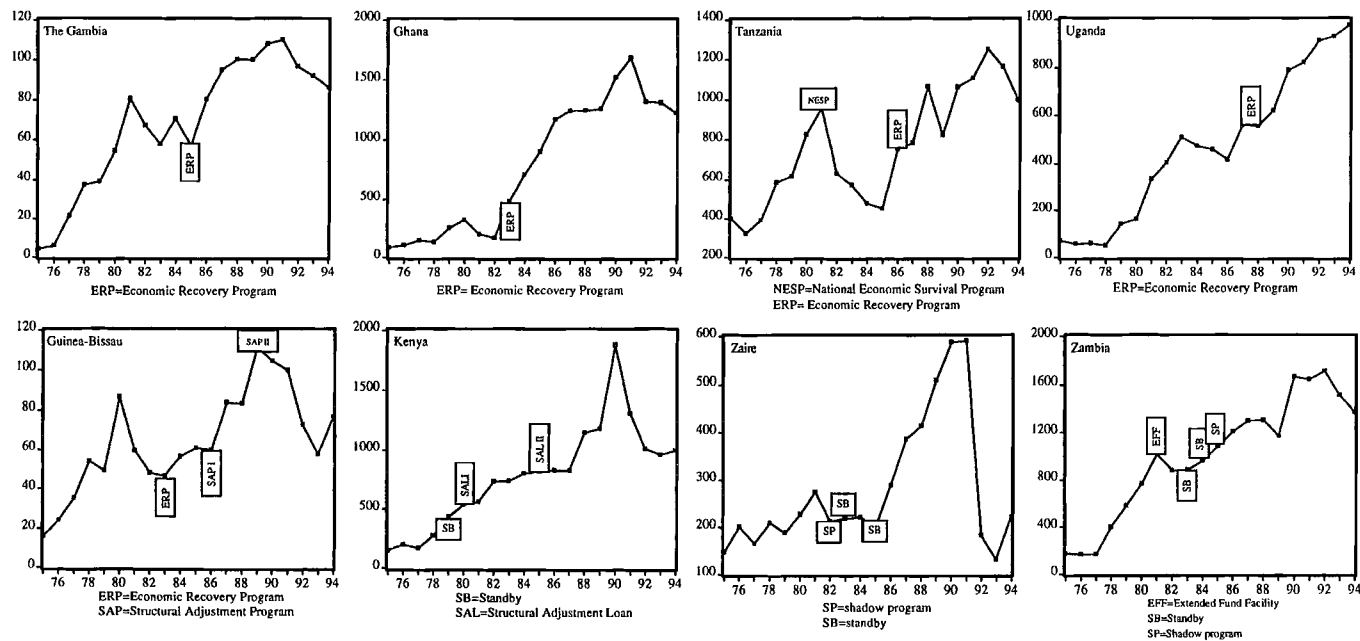 The Gambia
120
100
80
60
40
20
0
ERP
76 78 80 82 84 86 88 90 92 94
ERP=Economic Recovery Program
Ghana
2000
1500
1000
500
0
ERP
76 78 80 82 84 86 88 90 92 94
ERP= Economic Recovery Program
Tanzania
1400
1200
1000
800
600
400
200
NESP
ERP
76 78 80 82 84 86 88 90 92 94
NESP=National Economic Survival Program
ERP= Economic Recovery Program
Uganda
1000
800
600
400
200
0
ERP
76 78 80 82 84 86 88 90 92 94
ERP=Economic Recovery Program
Guinea-Bissau
120
100
80
60
40
20
0
SAP II
ERP
SAP I
76 78 80 82 84 86 88 90 92 94
ERP=Economic Recovery Program
SAP=Structural Adjustment Program
Kenya
2000
1500
1000
500
0
SB
SALI
SAL II
76 78 80 82 84 86 88 90 92 94
SB=Standby
SAL=Structural Adjustment Loan
Zaire
600
500
400
300
200
100
SP
SB
SB
76 78 80 82 84 86 88 90 92 94
SP=shadow program
SB=standby
Zambia
2000
1600
1200
800
400
0
EFF
SB
SB
SP
76 78 80 82 84 86 88 90 92 94
EFF=Extended Fund Facility
SB=Standby
SP=Shadow program